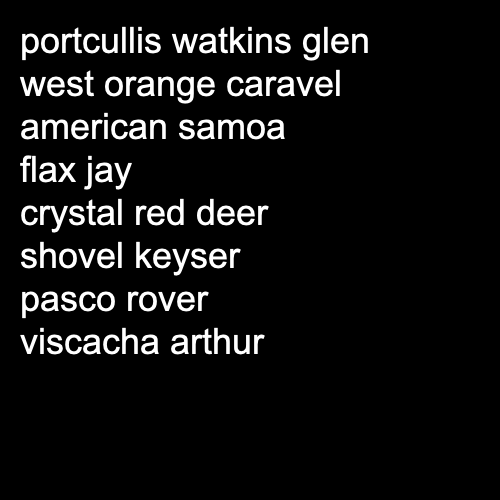 portcullis watkins glen
west orange caravel
american samoa
flax jay
crystal red deer
shovel keyser
pasco rover
viscacha arthur